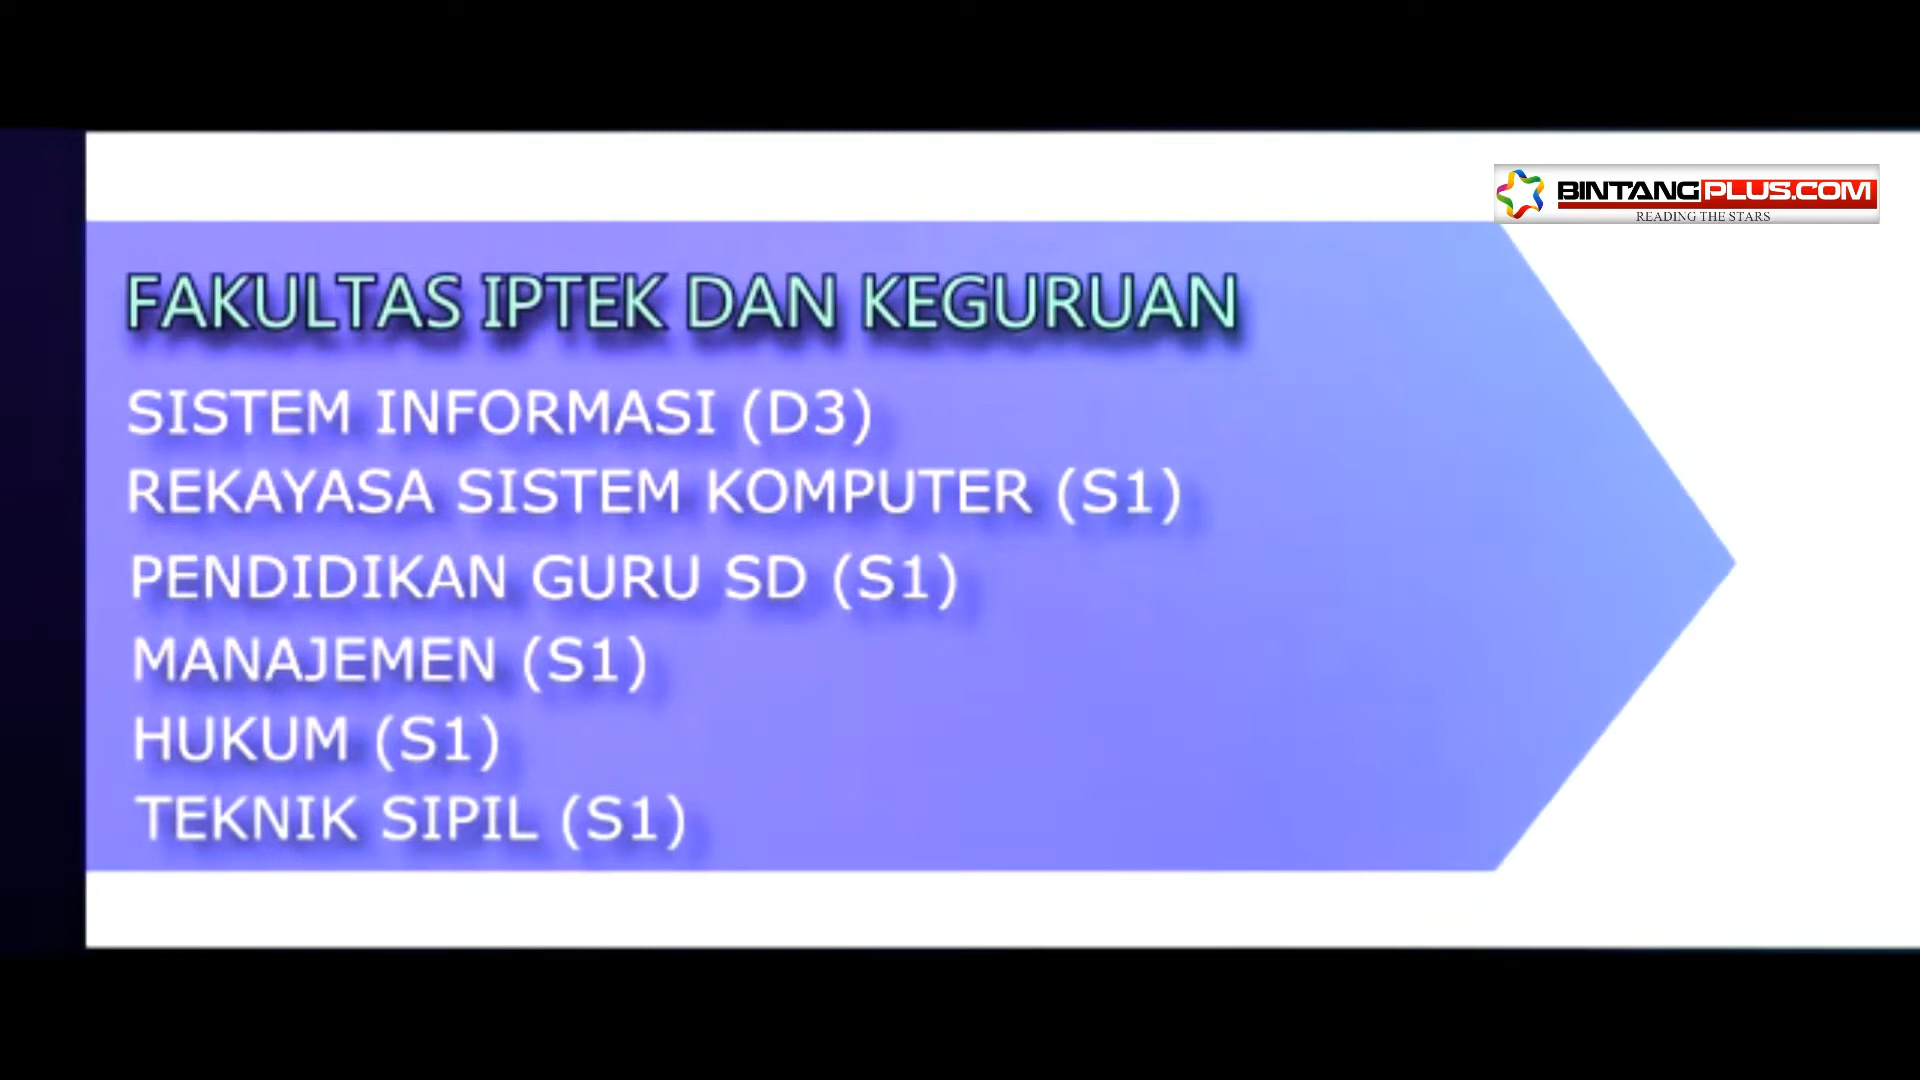 BINTANGPLUS.COM
READING THE STARS
FAKULTAS IPTEK DAN KEGURUAN
SISTEM INFORMASI (D3)
REKAYASA SISTEM KOMPUTER (S1)
PENDIDIKAN GURU SD (S1)
MANAJEMEN (S1)
HUKUM (S1)
TEKNIK SIPIL (S1)